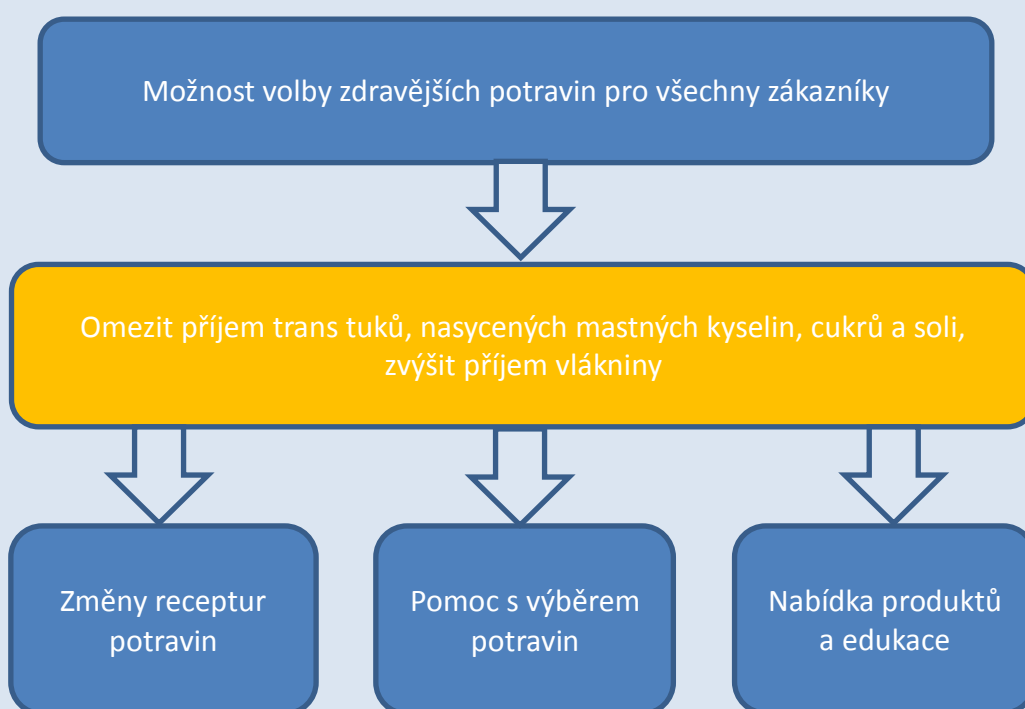 Možnost volby zdravějších potravin pro všechny zákazníky
Omezit příjem trans tuků, nasycených mastných kyselin, cukrů a soli,
zvýšit příjem vlákniny
Změny receptur
potravin
Pomoc s výběrem
potravin
Nabídka produktů
a edukace